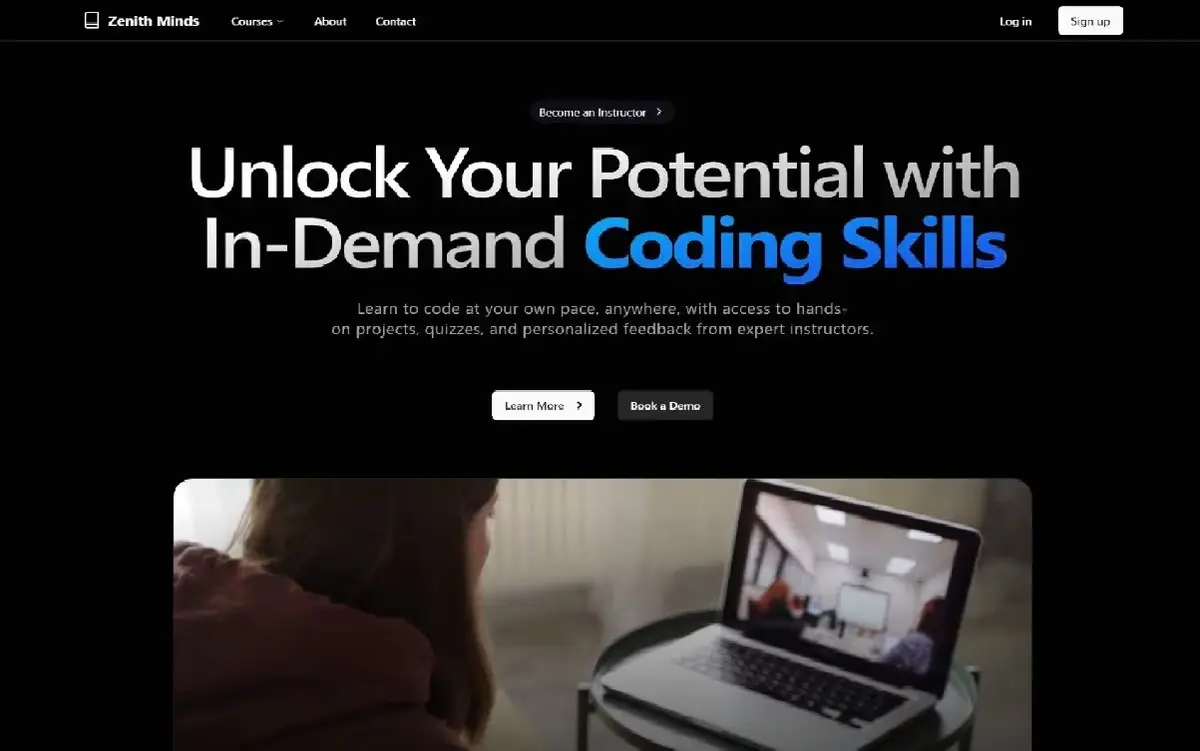 Zenith Minds
Courses
About
Contact
Log in
Sign up
Become an Instructor
Unlock Your Potential with
In-Demand Coding Skills
Learn to code at your own pace, anywhere, with access to hands-
on projects, quizzes, and personalized feedback from expert instructors.
Learn More
Book a Demo